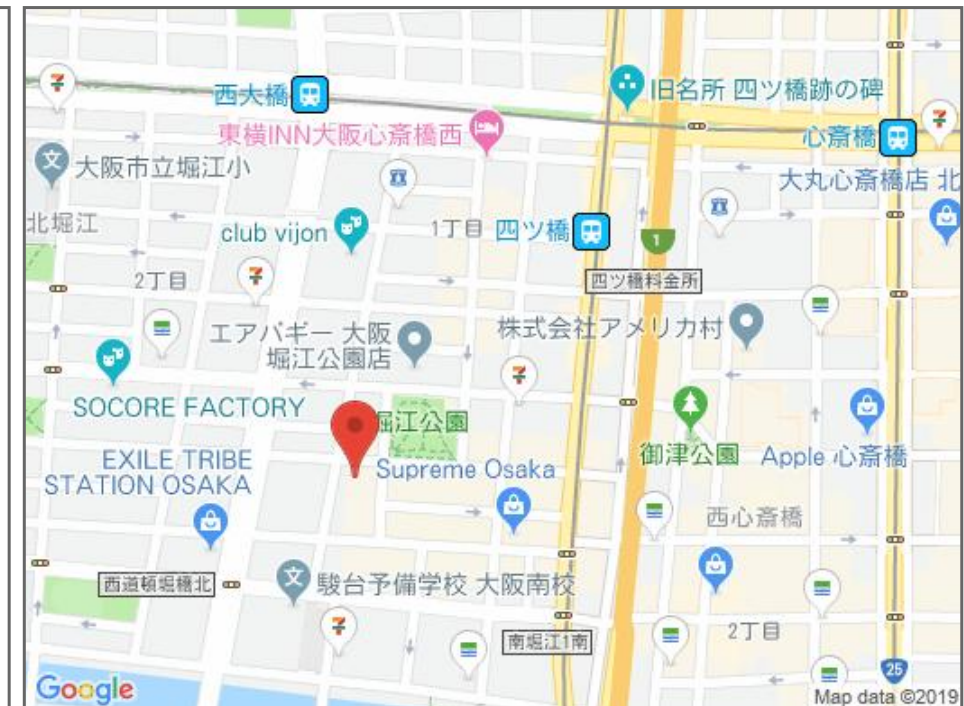 西大橋
旧名所 四ツ橋跡の碑
東横INN大阪心斎橋西
心斎橋
大阪市立堀江小
大丸心斎橋店 北
北堀江
club vijon
1丁目
四ツ橋
1
2丁目
四ツ橋料金所
エアバギー 大阪
堀江公園店
株式会社アメリカ村
SOCORE FACTORY
堀江公園
EXILE TRIBE
STATION OSAKA
Supreme Osaka
御津公園
Apple 心斎橋
西心斎橋
西道頓堀橋北
駿台予備学校 大阪南校
南堀江1南
2丁目
25
Google
Map data ©2019